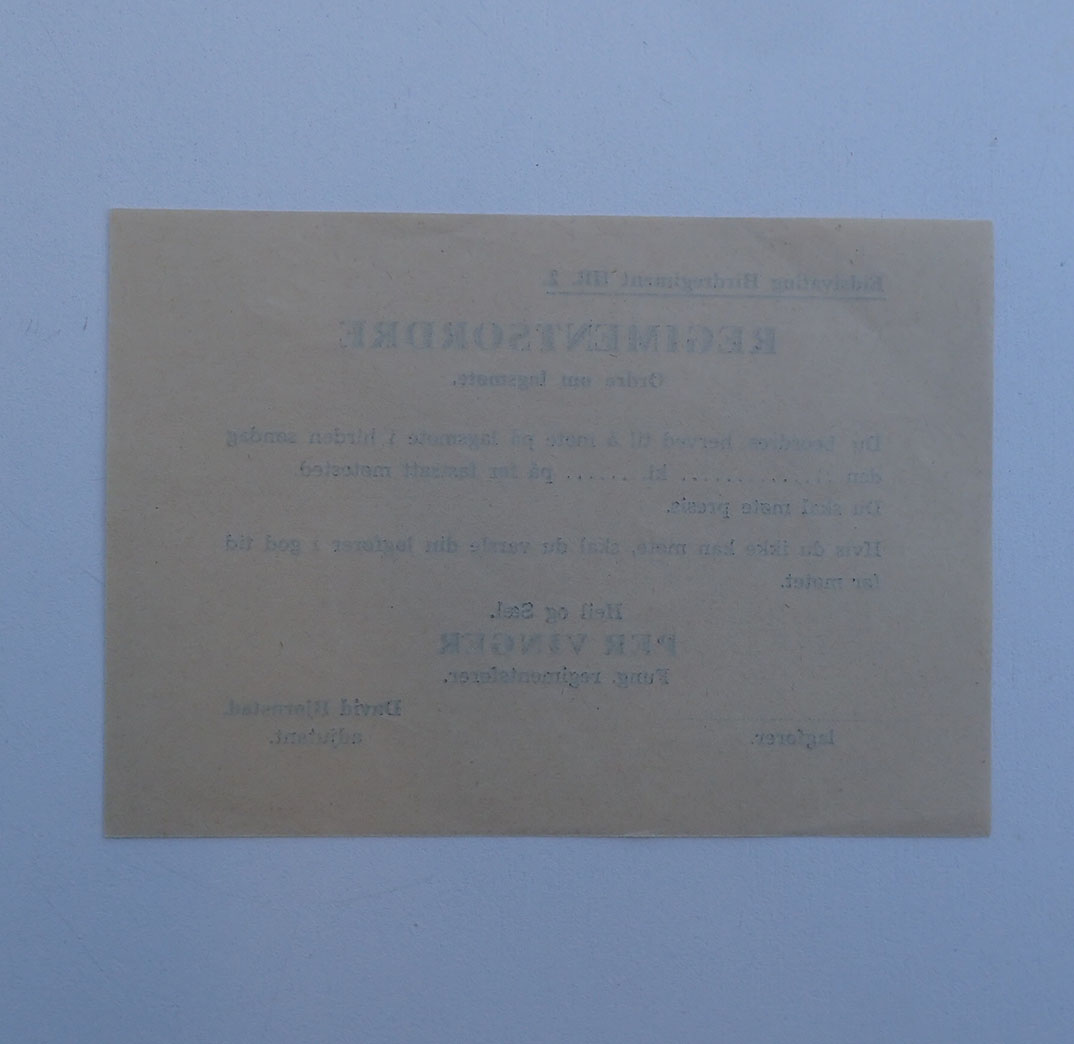 Eidsivating Hirdregiment HR. 2.
REGIMENTSORDRE
Ordre om lagsmøte.
Du beordres herved til å møte på lagsmøte i hirden søndag
den ............... kl. ....... på før fastsatt møtested.
Du skal møte presis.
Hvis du ikke kan møte, skal du varsle din lagfører i god tid
før møtet.
Heil og Sæl.
PER VINGER
Fung. regimentsfører.
David Bjørnstad.
lagfører.
adjutant.